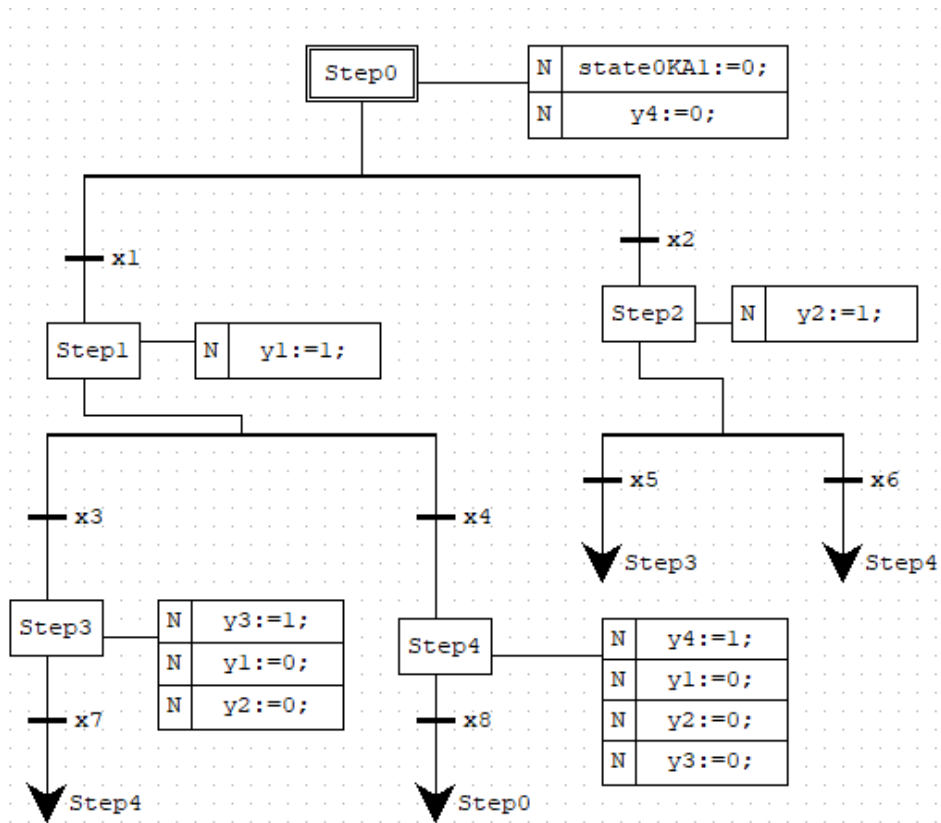 Step0
N state0KA1:=0;
N y4:=0;
x1
x2
Step1
N y1:=1;
Step2
N y2:=1;
x3
x4
x5
x6
Step3
Step4
Step3
N y3:=1;
N y1:=0;
N y2:=0;
Step4
N y4:=1;
N y1:=0;
N y2:=0;
N y3:=0;
x7
x8
Step4
Step0